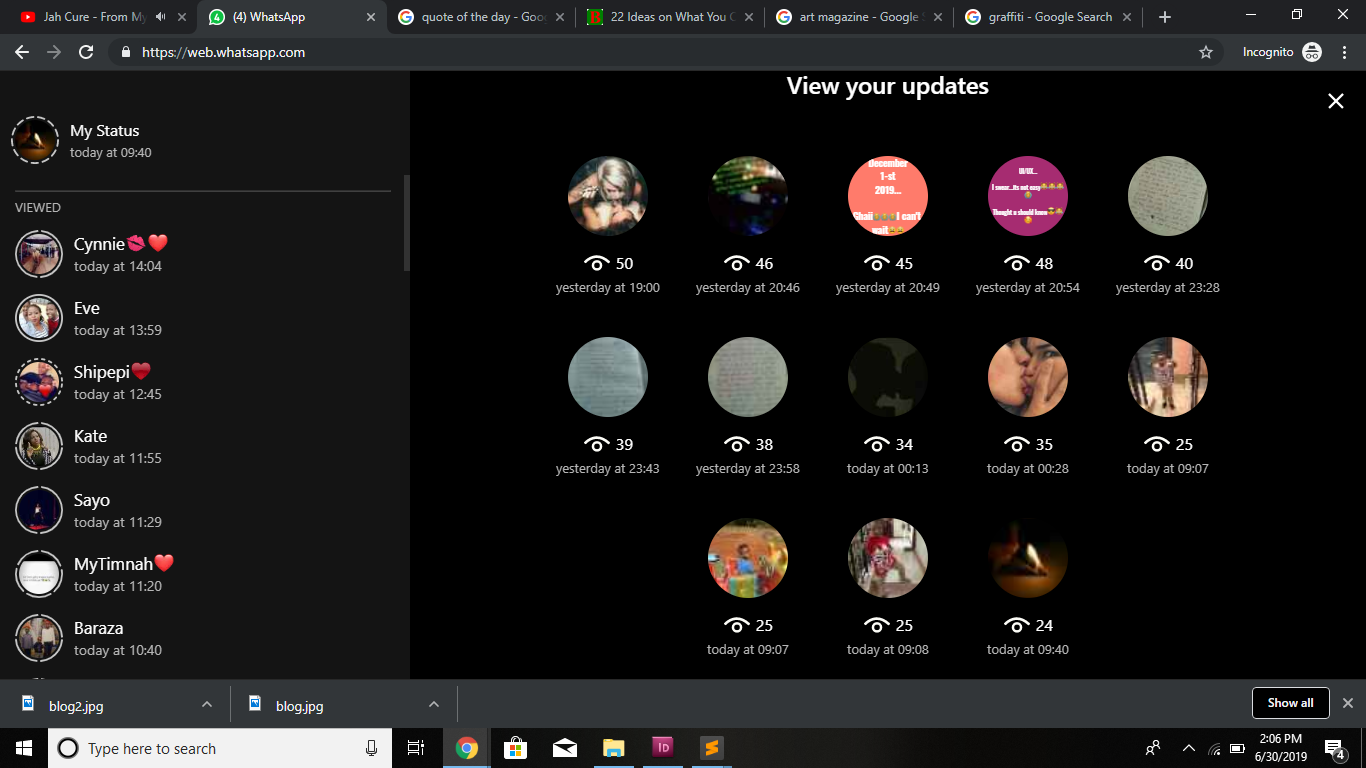 Jah Cure - From My
(4) WhatsApp
quote of the day - Goo
22 Ideas on What You C
art magazine - Google S
graffiti - Google Search
https://web.whatsapp.com
Incognito
View your updates
My Status
today at 09:40
VIEWED
Cynnie💋❤️
today at 14:04
Eve
today at 13:59
Shipepi❤️
today at 12:45
Kate
today at 11:55
Sayo
today at 11:29
MyTimnah❤️
today at 11:20
Baraza
today at 10:40
December
1-st
2019...
I can't
wait
UI/UX...
I swear...its not easy
Thought u should know
50
46
45
48
40
yesterday at 19:00
yesterday at 20:46
yesterday at 20:49
yesterday at 20:54
yesterday at 23:28
39
38
34
35
25
yesterday at 23:43
yesterday at 23:58
today at 00:13
today at 00:28
today at 09:07
25
25
24
today at 09:07
today at 09:08
today at 09:40
blog2.jpg
blog.jpg
Show all
Type here to search
ID
2:06 PM
6/30/2019
4